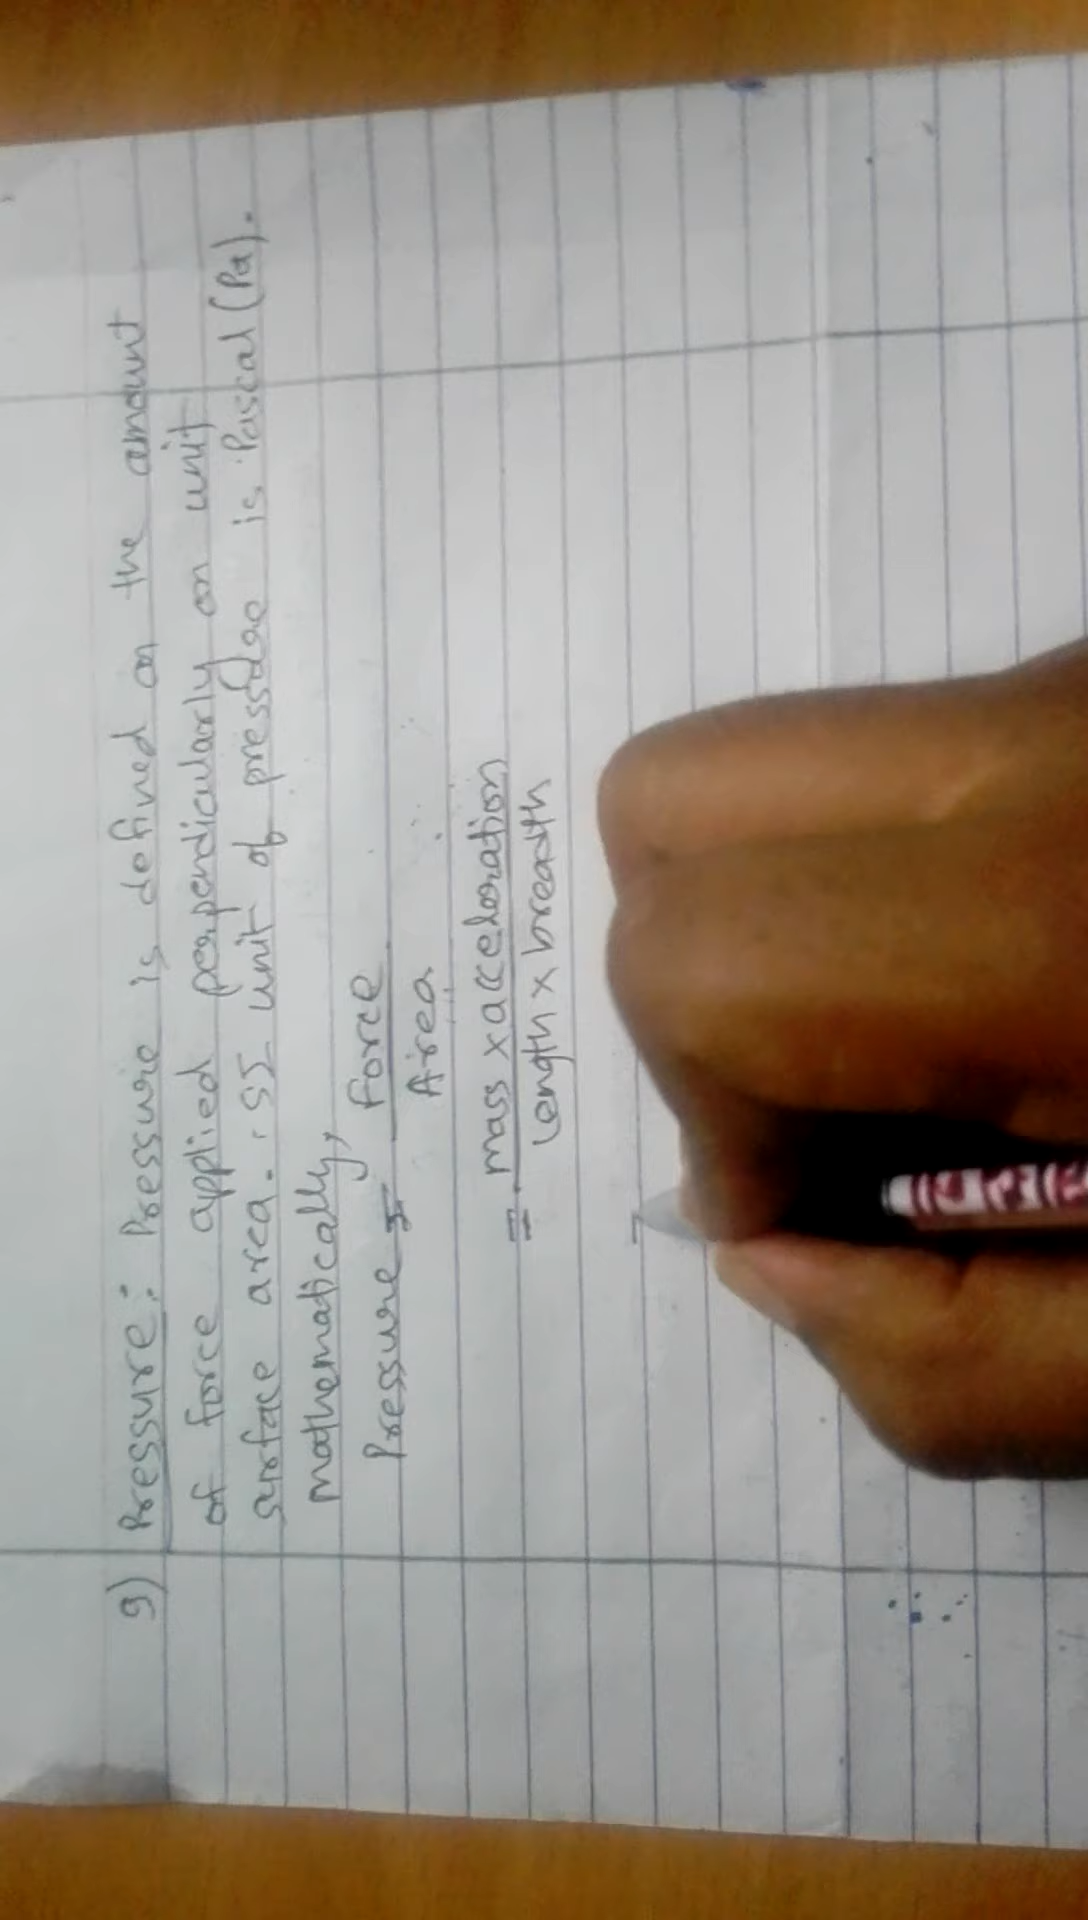 9) Pressure: Pressure is defined on the amount
of force applied perpendicularly on unit
surface area. SI unit of pressure is Pascal (Pa).
Mathematically,
Pressure = Force
Area
= mass x acceleration
length x breadth
=